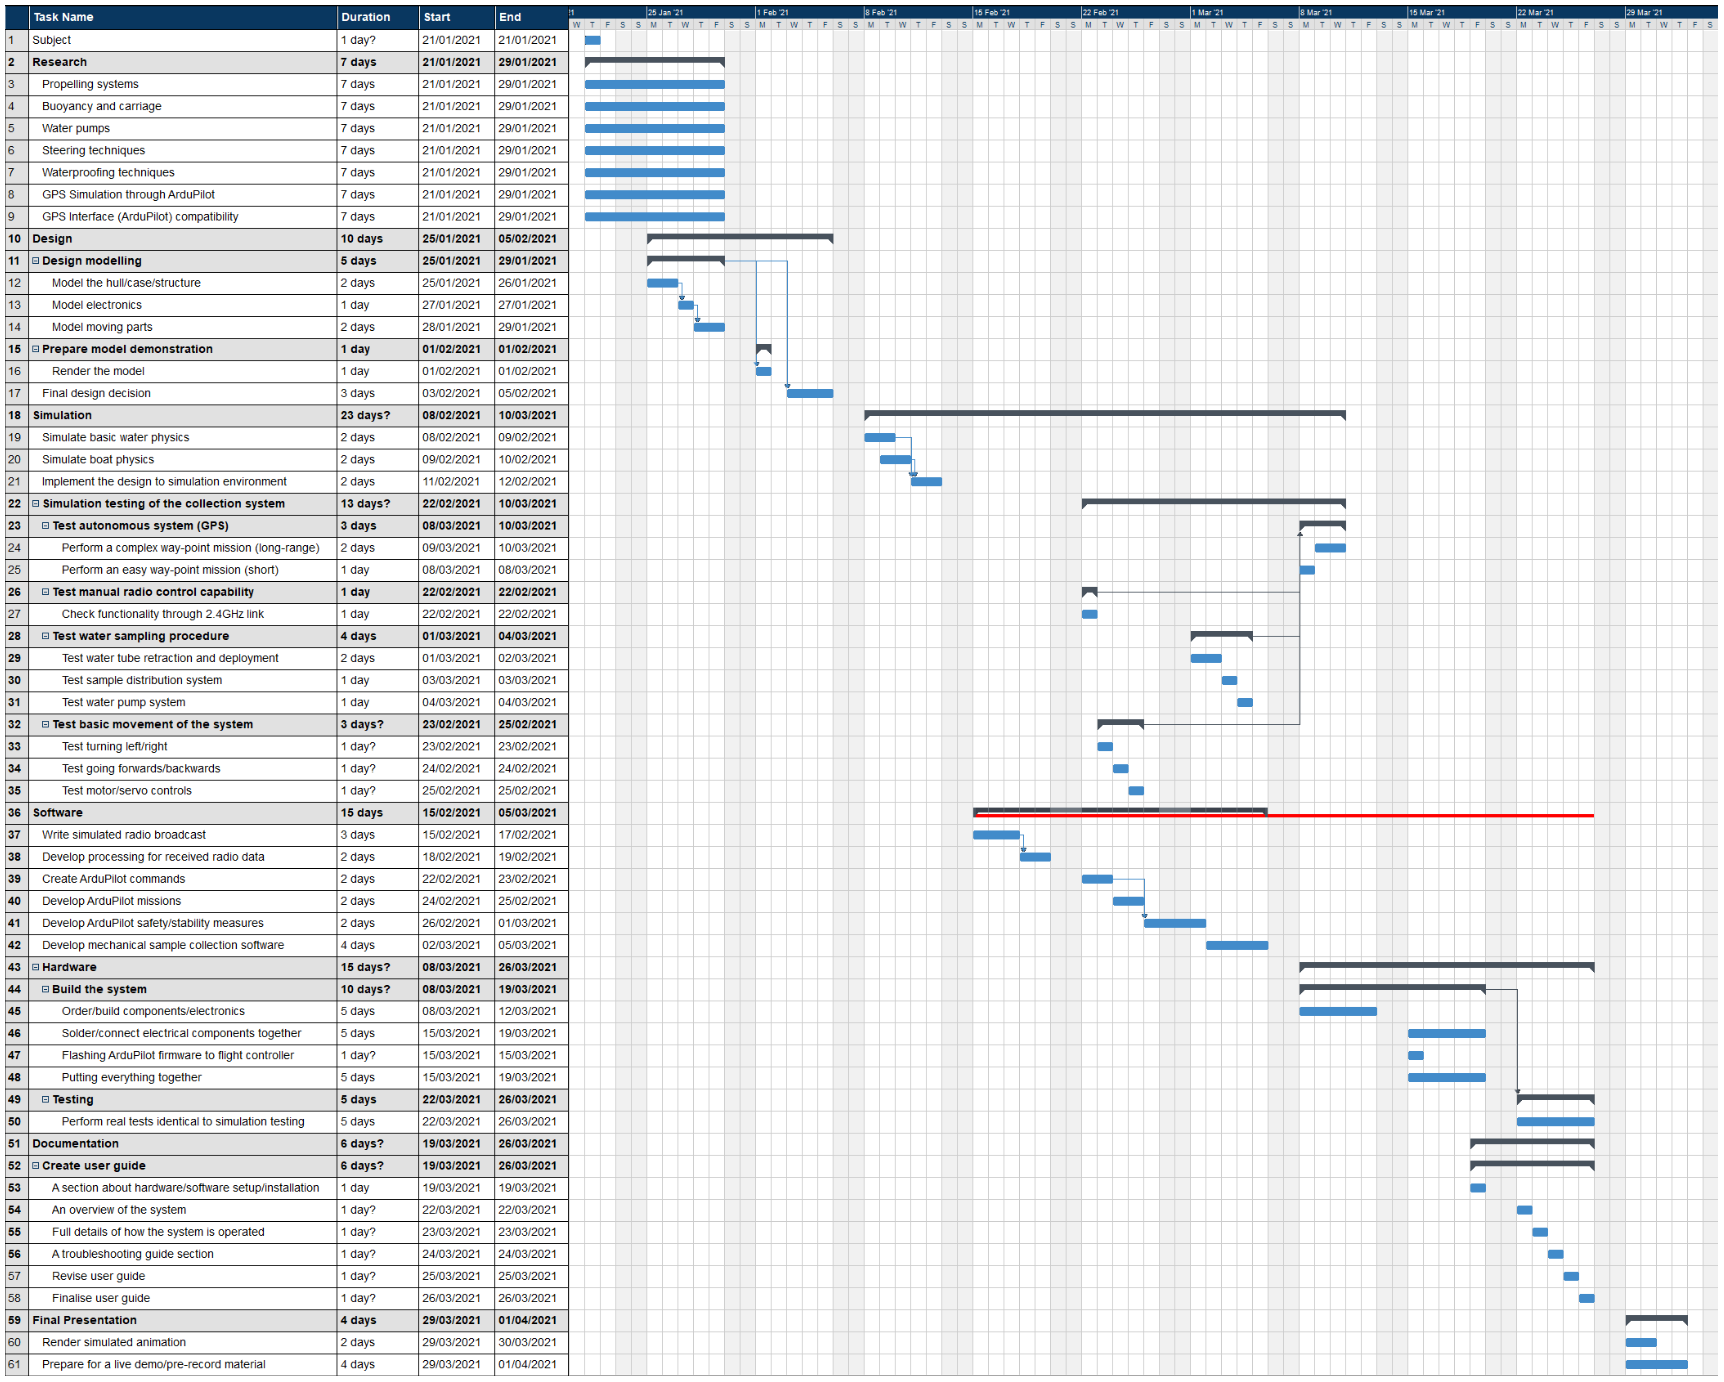 Task Name Duration Start End 21 25 Jan '21 1 Feb '21 8 Feb '21 15 Feb '21 22 Feb '21 1 Mar '21 8 Mar '21 15 Mar '21 22 Mar '21 29 Mar '21
W T F S S M T W T F S S M T W T F S S M T W T F S S M T W T F S S M T W T F S S M T W T F S S M T W T F S S M T W T F S S M T W T F S S M T W T F S
1 Subject 1 day? 21/01/2021 21/01/2021
2 Research 7 days 21/01/2021 29/01/2021
3 Propelling systems 7 days 21/01/2021 29/01/2021
4 Buoyancy and carriage 7 days 21/01/2021 29/01/2021
5 Water pumps 7 days 21/01/2021 29/01/2021
6 Steering techniques 7 days 21/01/2021 29/01/2021
7 Waterproofing techniques 7 days 21/01/2021 29/01/2021
8 GPS Simulation through ArduPilot 7 days 21/01/2021 29/01/2021
9 GPS Interface (ArduPilot) compatibility 7 days 21/01/2021 29/01/2021
10 Design 10 days 25/01/2021 05/02/2021
11 Design modelling 5 days 25/01/2021 29/01/2021
12 Model the hull/case/structure 2 days 25/01/2021 26/01/2021
13 Model electronics 1 day 27/01/2021 27/01/2021
14 Model moving parts 2 days 28/01/2021 29/01/2021
15 Prepare model demonstration 1 day 01/02/2021 01/02/2021
16 Render the model 1 day 01/02/2021 01/02/2021
17 Final design decision 3 days 03/02/2021 05/02/2021
18 Simulation 23 days? 08/02/2021 10/03/2021
19 Simulate basic water physics 2 days 08/02/2021 09/02/2021
20 Simulate boat physics 2 days 09/02/2021 10/02/2021
21 Implement the design to simulation environment 2 days 11/02/2021 12/02/2021
22 Simulation testing of the collection system 13 days? 22/02/2021 10/03/2021
23 Test autonomous system (GPS) 3 days 08/03/2021 10/03/2021
24 Perform a complex way-point mission (long-range) 2 days 09/03/2021 10/03/2021
25 Perform an easy way-point mission (short) 1 day 08/03/2021 08/03/2021
26 Test manual radio control capability 1 day 22/02/2021 22/02/2021
27 Check functionality through 2.4GHz link 1 day 22/02/2021 22/02/2021
28 Test water sampling procedure 4 days 01/03/2021 04/03/2021
29 Test water tube retraction and deployment 2 days 01/03/2021 02/03/2021
30 Test sample distribution system 1 day 03/03/2021 03/03/2021
31 Test water pump system 1 day 04/03/2021 04/03/2021
32 Test basic movement of the system 3 days? 23/02/2021 25/02/2021
33 Test turning left/right 1 day? 23/02/2021 23/02/2021
34 Test going forwards/backwards 1 day? 24/02/2021 24/02/2021
35 Test motor/servo controls 1 day? 25/02/2021 25/02/2021
36 Software 15 days 15/02/2021 05/03/2021
37 Write simulated radio broadcast 3 days 15/02/2021 17/02/2021
38 Develop processing for received radio data 2 days 18/02/2021 19/02/2021
39 Create ArduPilot commands 2 days 22/02/2021 23/02/2021
40 Develop ArduPilot missions 2 days 24/02/2021 25/02/2021
41 Develop ArduPilot safety/stability measures 2 days 26/02/2021 01/03/2021
42 Develop mechanical sample collection software 4 days 02/03/2021 05/03/2021
43 Hardware 15 days? 08/03/2021 26/03/2021
44 Build the system 10 days? 08/03/2021 19/03/2021
45 Order/build components/electronics 5 days 08/03/2021 12/03/2021
46 Solder/connect electrical components together 5 days 15/03/2021 19/03/2021
47 Flashing ArduPilot firmware to flight controller 1 day? 15/03/2021 15/03/2021
48 Putting everything together 5 days 15/03/2021 19/03/2021
49 Testing 5 days 22/03/2021 26/03/2021
50 Perform real tests identical to simulation testing 5 days 22/03/2021 26/03/2021
51 Documentation 6 days? 19/03/2021 26/03/2021
52 Create user guide 6 days? 19/03/2021 26/03/2021
53 A section about hardware/software setup/installation 1 day 19/03/2021 19/03/2021
54 An overview of the system 1 day? 22/03/2021 22/03/2021
55 Full details of how the system is operated 1 day? 23/03/2021 23/03/2021
56 A troubleshooting guide section 1 day? 24/03/2021 24/03/2021
57 Revise user guide 1 day? 25/03/2021 25/03/2021
58 Finalise user guide 1 day? 26/03/2021 26/03/2021
59 Final Presentation 4 days 29/03/2021 01/04/2021
60 Render simulated animation 2 days 29/03/2021 30/03/2021
61 Prepare for a live demo/pre-record material 4 days 29/03/2021 01/04/2021